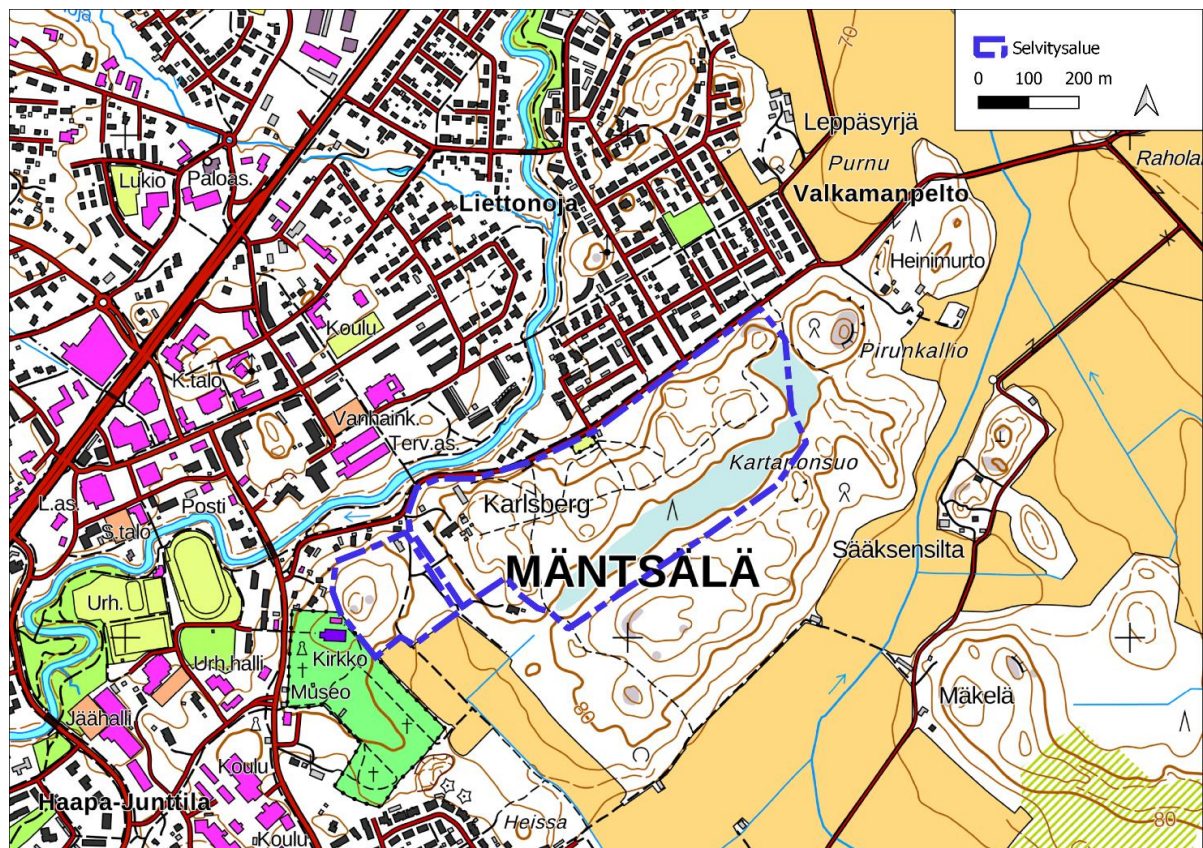 Selvitysalue
0 100 200 m
70
Leppäsyrjä
Purnu
Valkamanpelto
Lukio
Paloas.
Liettonoja
Heinimurto
Koulu
Pirunkallio
K.talo
Vanhaink.
Terv.as.
L.as.
Posti
S.talo
Karlsberg
Sääksensilta
MÄNTSÄLÄ
Urh.
Urh.halli
Kirkko
Museo
Jäähalli
80
Mäkelä
Koulu
Haapa-Junttila
Koulu
Heissa
80